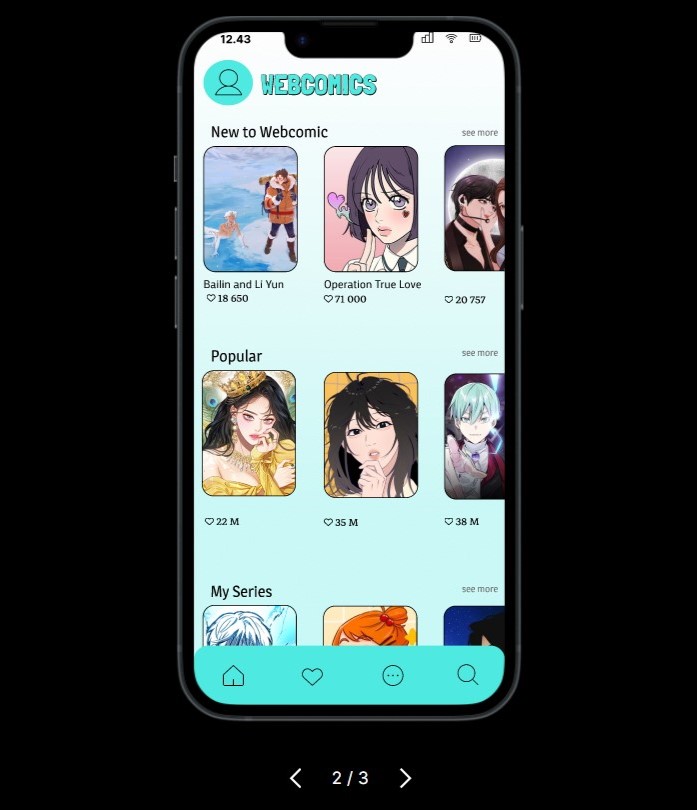 12.43
WEBCOMICS
New to Webcomic see more
Bailin and Li Yun Operation True Love
18 650 71 000 20 757
Popular see more
22 M 35 M 38 M
My Series see more
2 / 3